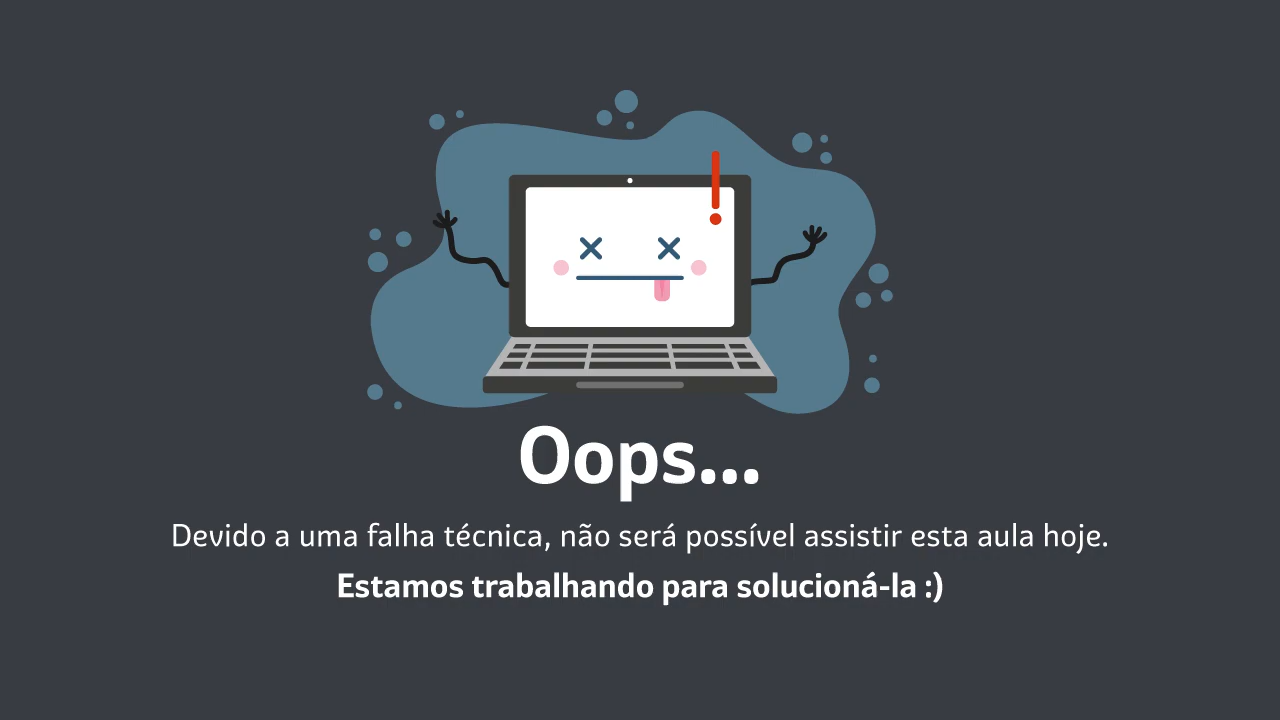 Oops...
Devido a uma falha técnica, não será possível assistir esta aula hoje.
Estamos trabalhando para solucioná-la :)